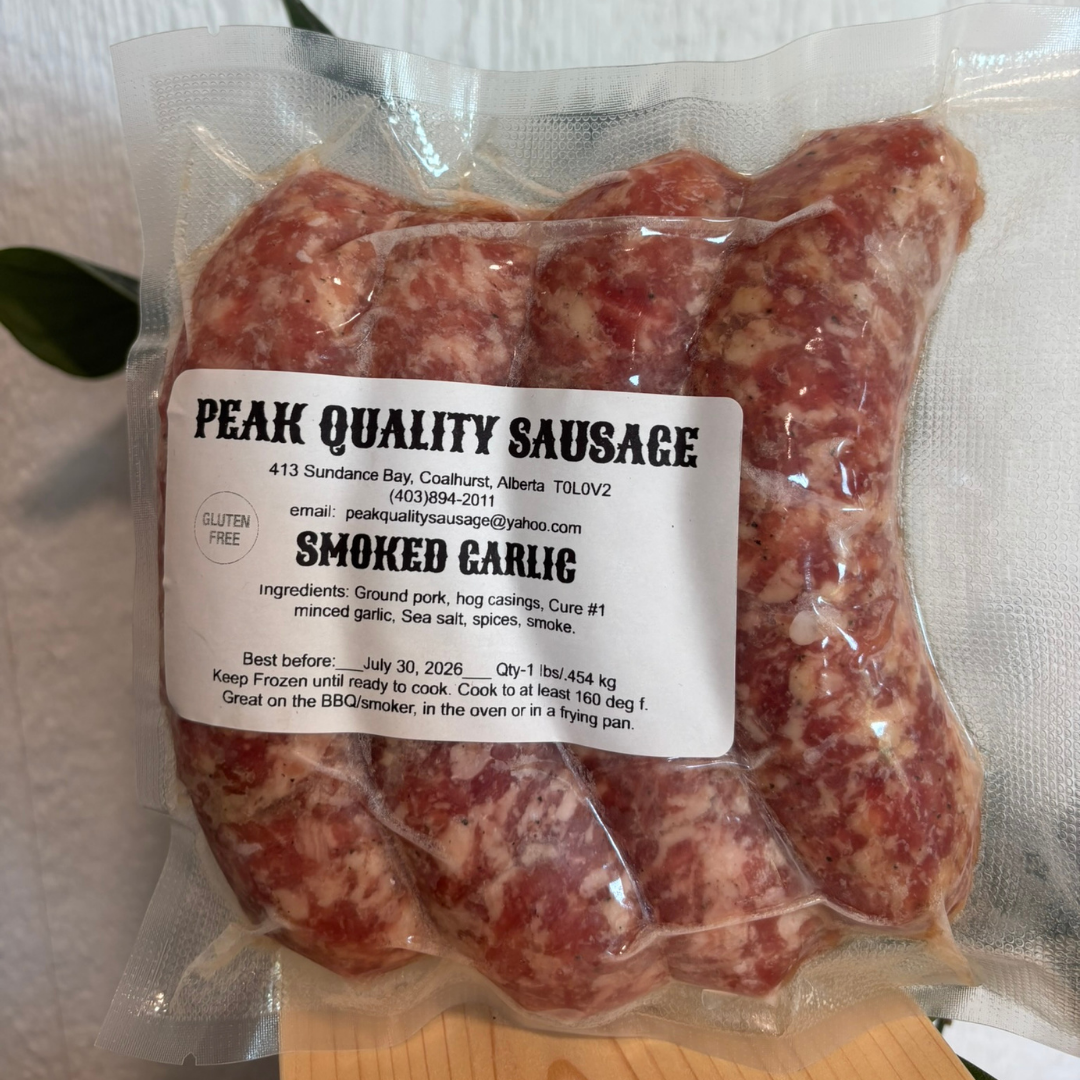 PEAK QUALITY SAUSAGE
413 Sundance Bay, Coalhurst, Alberta T0L0V2
(403)894-2011
email: peakqualitysausage@yahoo.com
GLUTEN
FREE
SMOKED GARLIC
Ingredients: Ground pork, hog casings, Cure #1
minced garlic, Sea salt, spices, smoke.
Best before:___July 30, 2026___ Qty-1 lbs/.454 kg
Keep Frozen until ready to cook. Cook to at least 160 deg f.
Great on the BBQ/smoker, in the oven or in a frying pan.